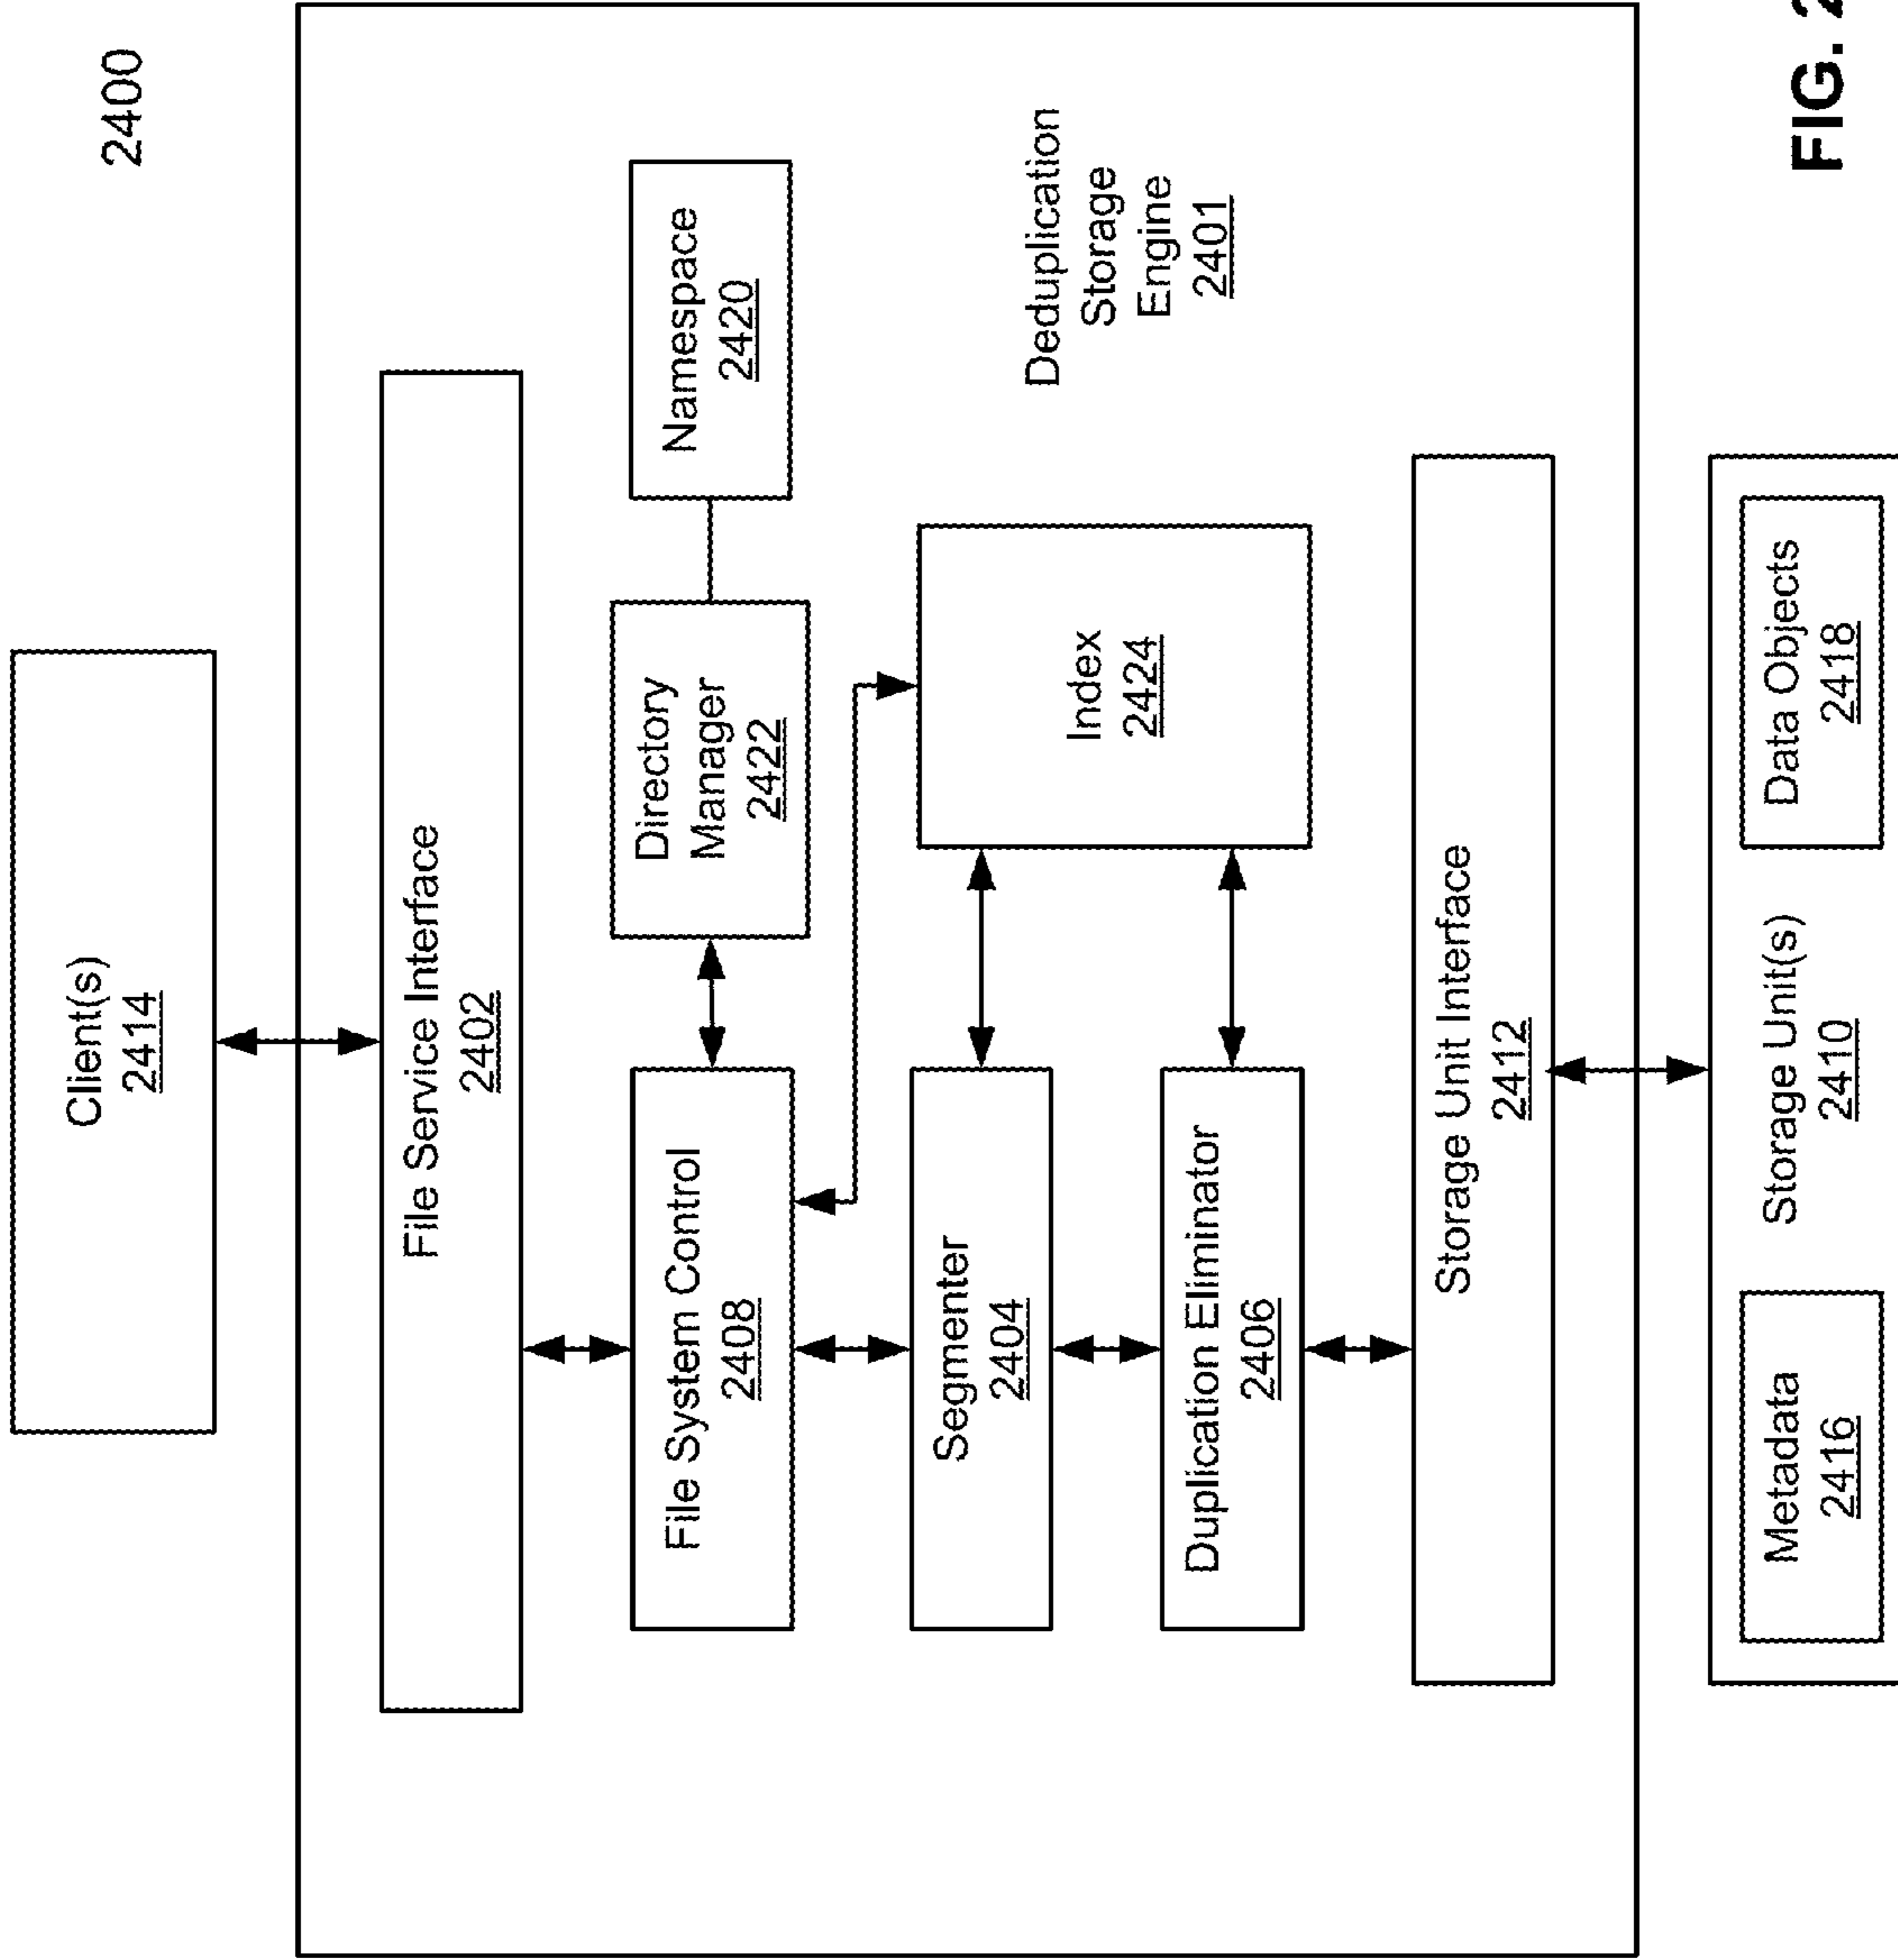 2400
Client(s)
2414
File Service Interface
2402
File System Control
2408
Directory
Manager
2422
Namespace
2420
Segmenter
2404
Index
2424
Duplication Eliminator
2406
Deduplication
Storage
Engine
2401
Storage Unit Interface
2412
Metadata
2416
Storage Unit(s)
2410
Data Objects
2418
FIG. 2